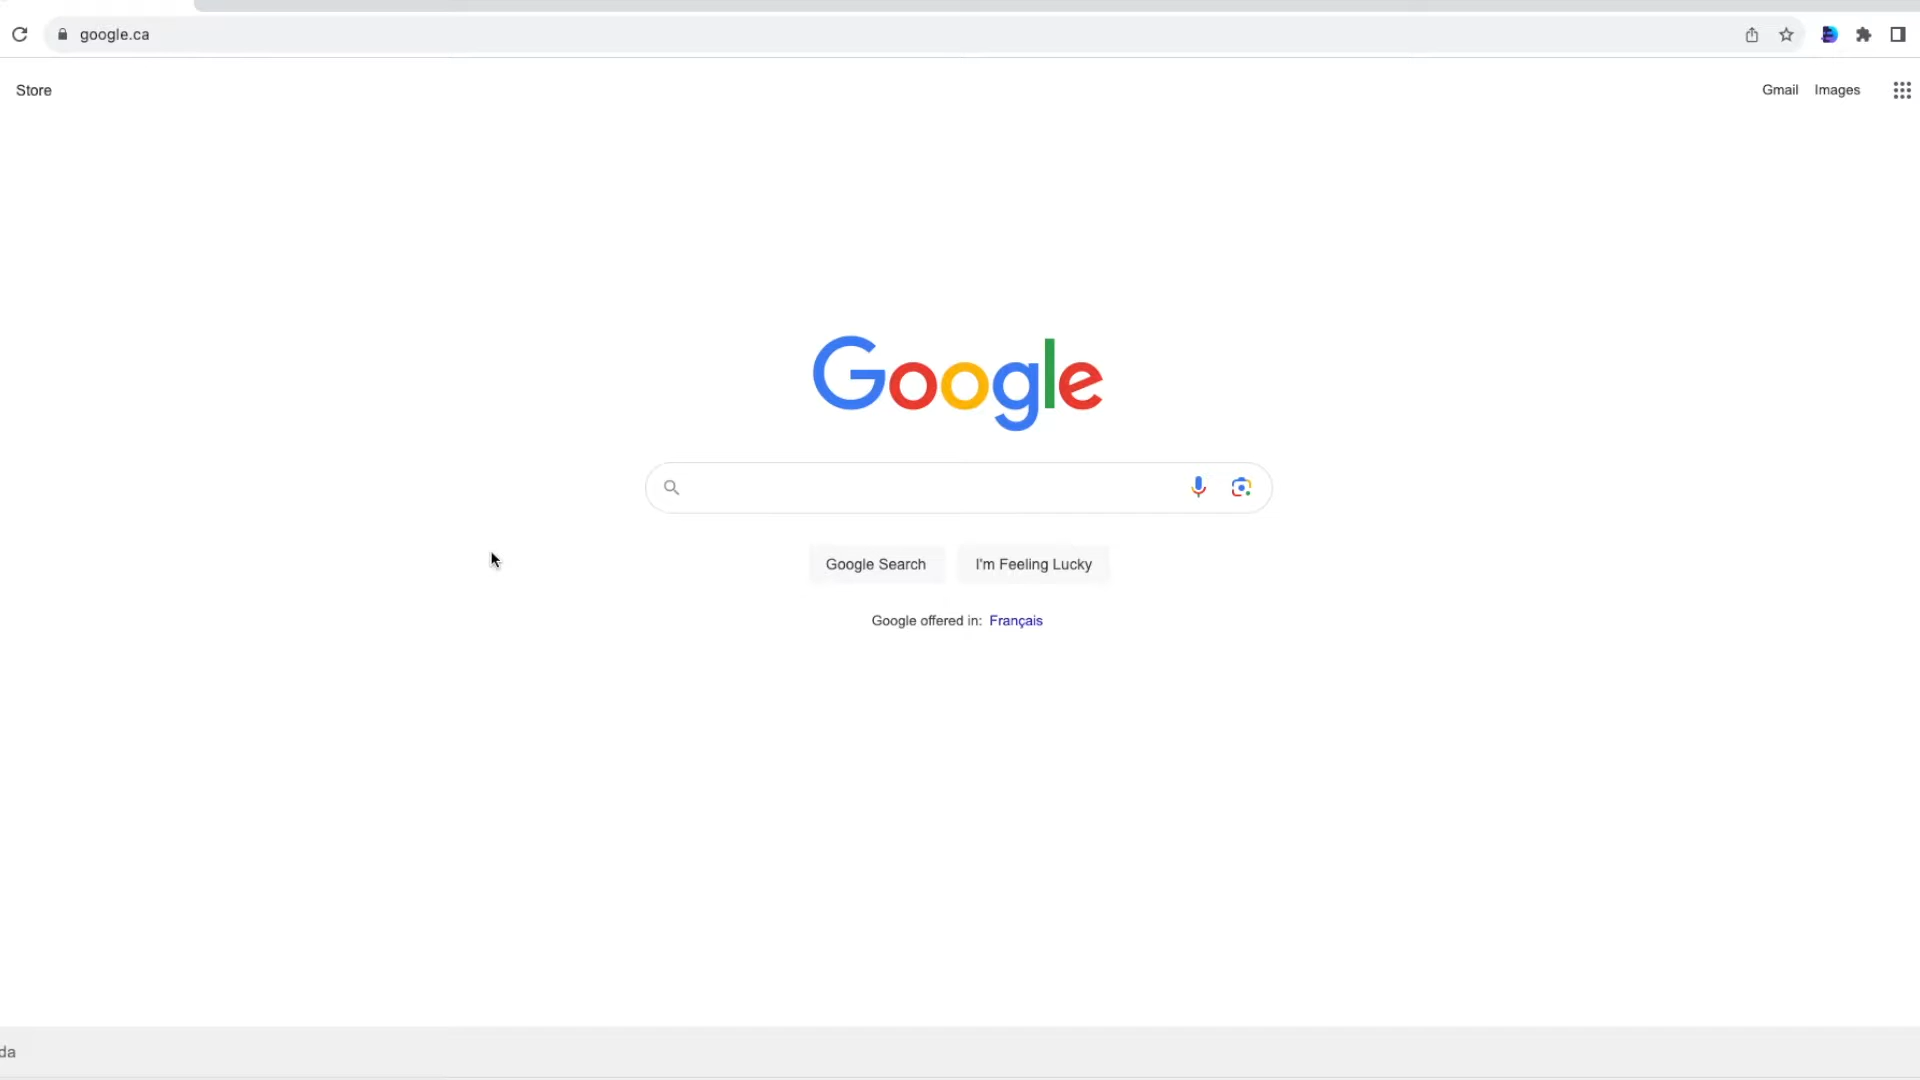 google.ca
Store
Gmail Images
Google
Google Search I'm Feeling Lucky
Google offered in: Français
da